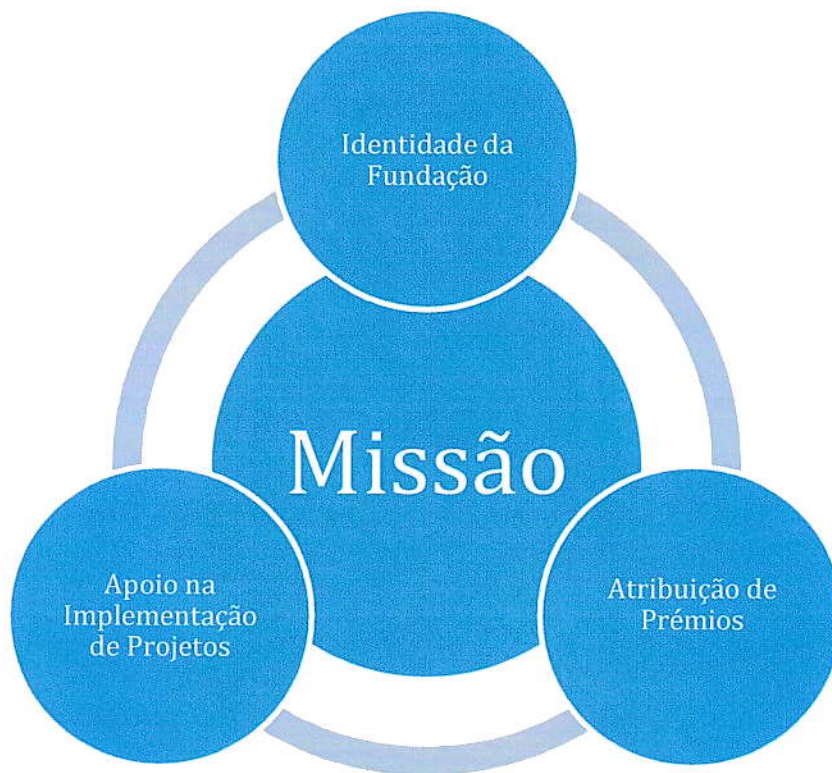 Identidade da
Fundação
Missão
Apoio na
Implementação
de Projetos
Atribuição de
Prémios